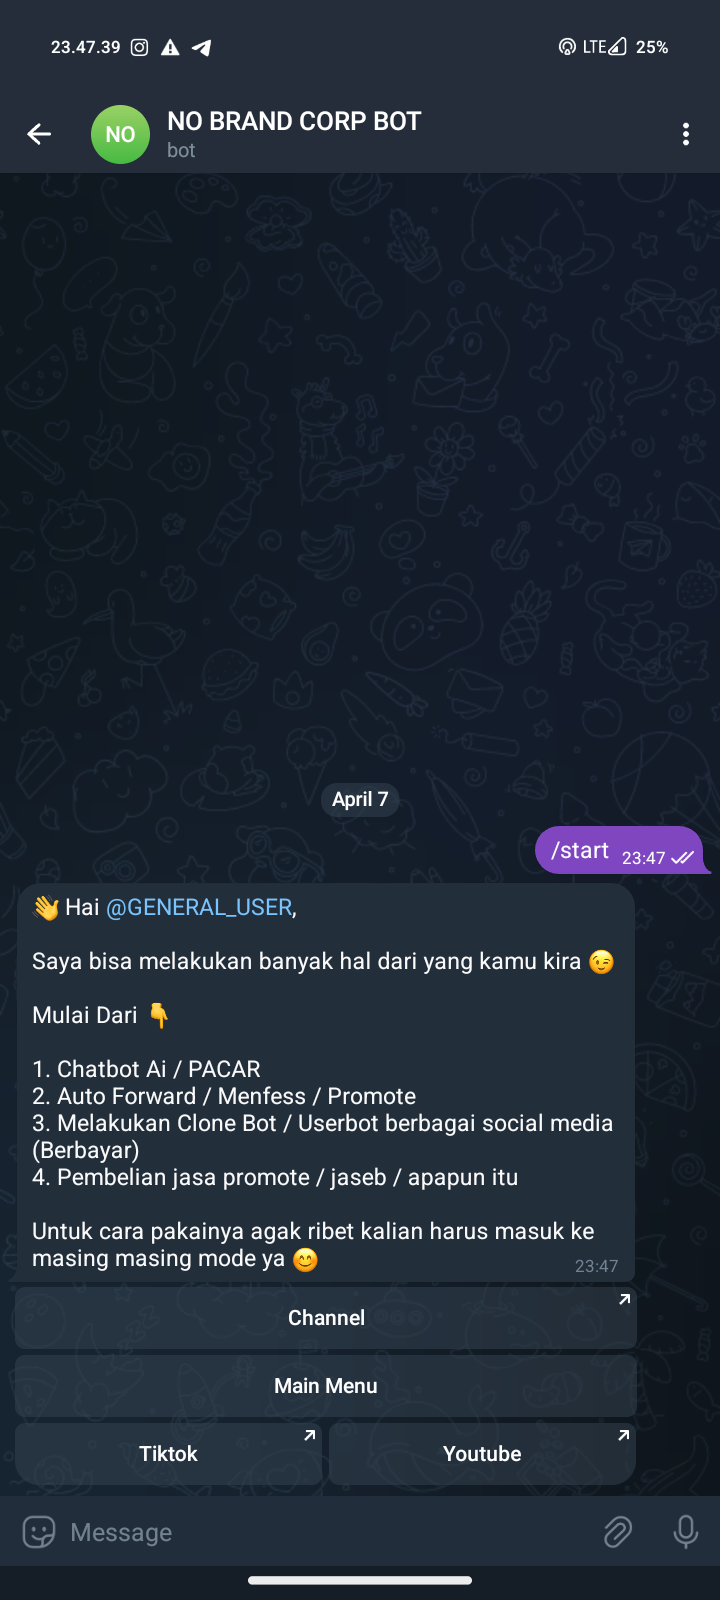 23.47.39 LTE 25%
NO NO BRAND CORP BOT
bot
April 7
/start 23:47
👋 Hai @GENERAL_USER,
Saya bisa melakukan banyak hal dari yang kamu kira 😉
Mulai Dari 👇
1. Chatbot Ai / PACAR
2. Auto Forward / Menfess / Promote
3. Melakukan Clone Bot / Userbot berbagai social media
(Berbayar)
4. Pembelian jasa promote / jaseb / apapun itu
Untuk cara pakainya agak ribet kalian harus masuk ke
masing masing mode ya 😊
23:47
Channel
Main Menu
Tiktok Youtube
Message